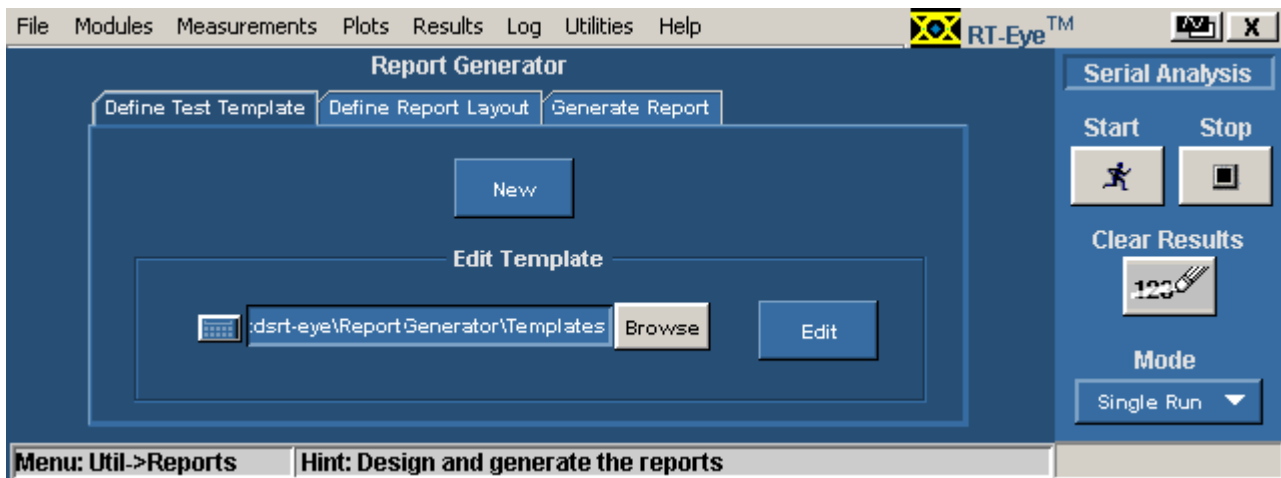 File Modules Measurements Plots Results Log Utilities Help RT-Eye™ X
Report Generator
Serial Analysis
Define Test Template Define Report Layout Generate Report
Start Stop
New
Clear Results
123
Edit Template
:dsrt-eye\ReportGenerator\Templates Browse Edit
Mode
Single Run
Menu: Util->Reports Hint: Design and generate the reports